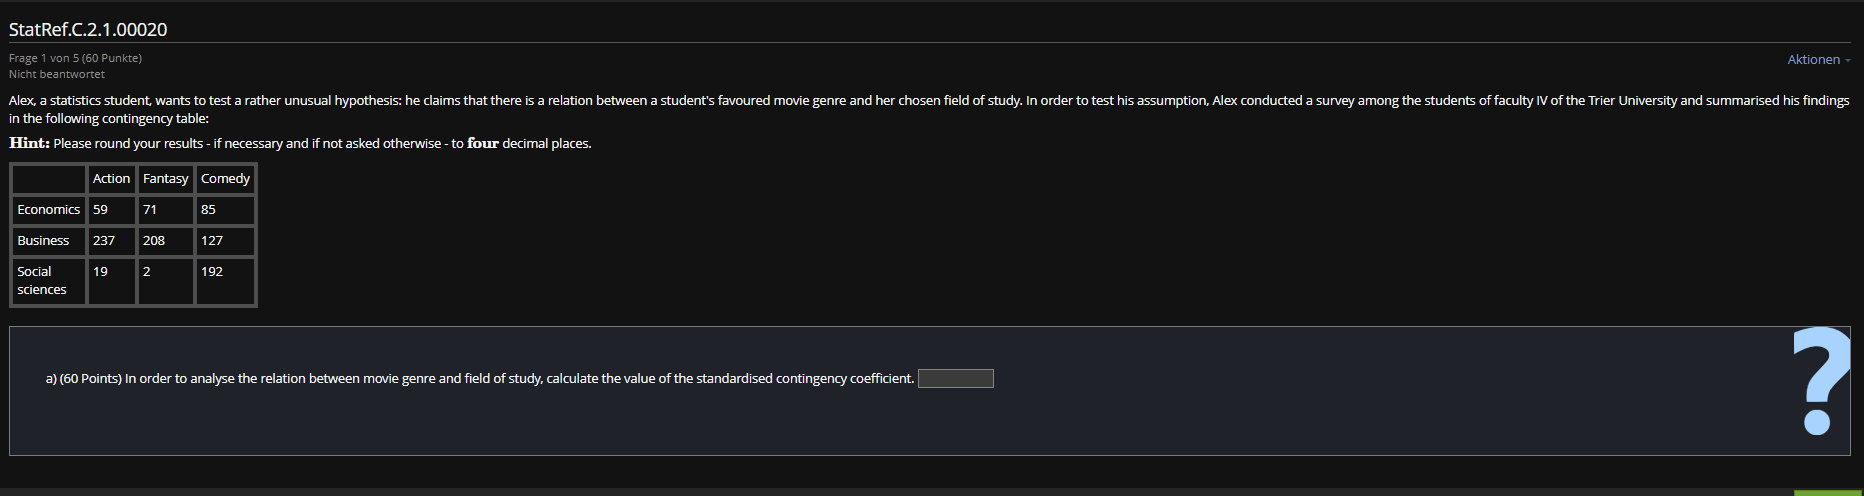 StatRef.C.2.1.00020
Frage 1 von 5 (60 Punkte)
Nicht beantwortet
Aktionen
Alex, a statistics student, wants to test a rather unusual hypothesis: he claims that there is a relation between a student's favoured movie genre and her chosen field of study. In order to test his assumption, Alex conducted a survey among the students of faculty IV of the Trier University and summarised his findings
in the following contingency table:
Hint: Please round your results - if necessary and if not asked otherwise - to four decimal places.
Action Fantasy Comedy
Economics 59 71 85
Business 237 208 127
Social 19 2 192
sciences
a) (60 Points) In order to analyse the relation between movie genre and field of study, calculate the value of the standardised contingency coefficient.
?